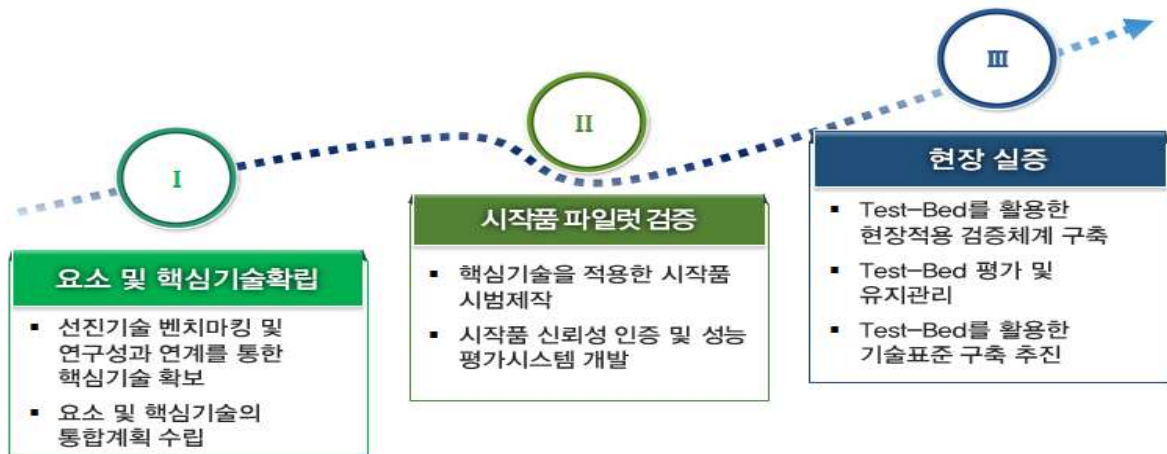 I
요소 및 핵심기술확립
▪ 선진기술 벤치마킹 및
연구성과 연계를 통한
핵심기술 확보
▪ 요소 및 핵심기술의
통합계획 수립
II
시작품 파일럿 검증
▪ 핵심기술을 적용한 시작품
시범제작
▪ 시작품 신뢰성 인증 및 성능
평가시스템 개발
III
현장 실증
▪ Test-Bed를 활용한
현장적용 검증체계 구축
▪ Test-Bed 평가 및
유지관리
▪ Test-Bed를 활용한
기술표준 구축 추진